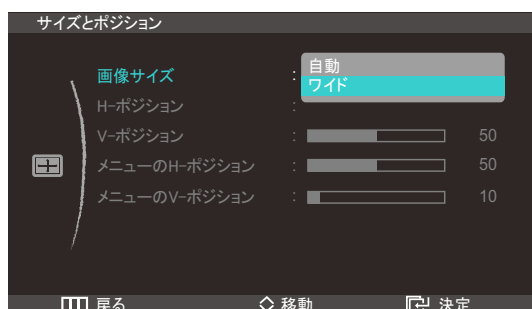 サイズとポジション
画像サイズ : 自動
ワイド
H-ポジション :
V-ポジション : 50
メニューのH-ポジション : 50
メニューのV-ポジション : 10
戻る 移動 決定